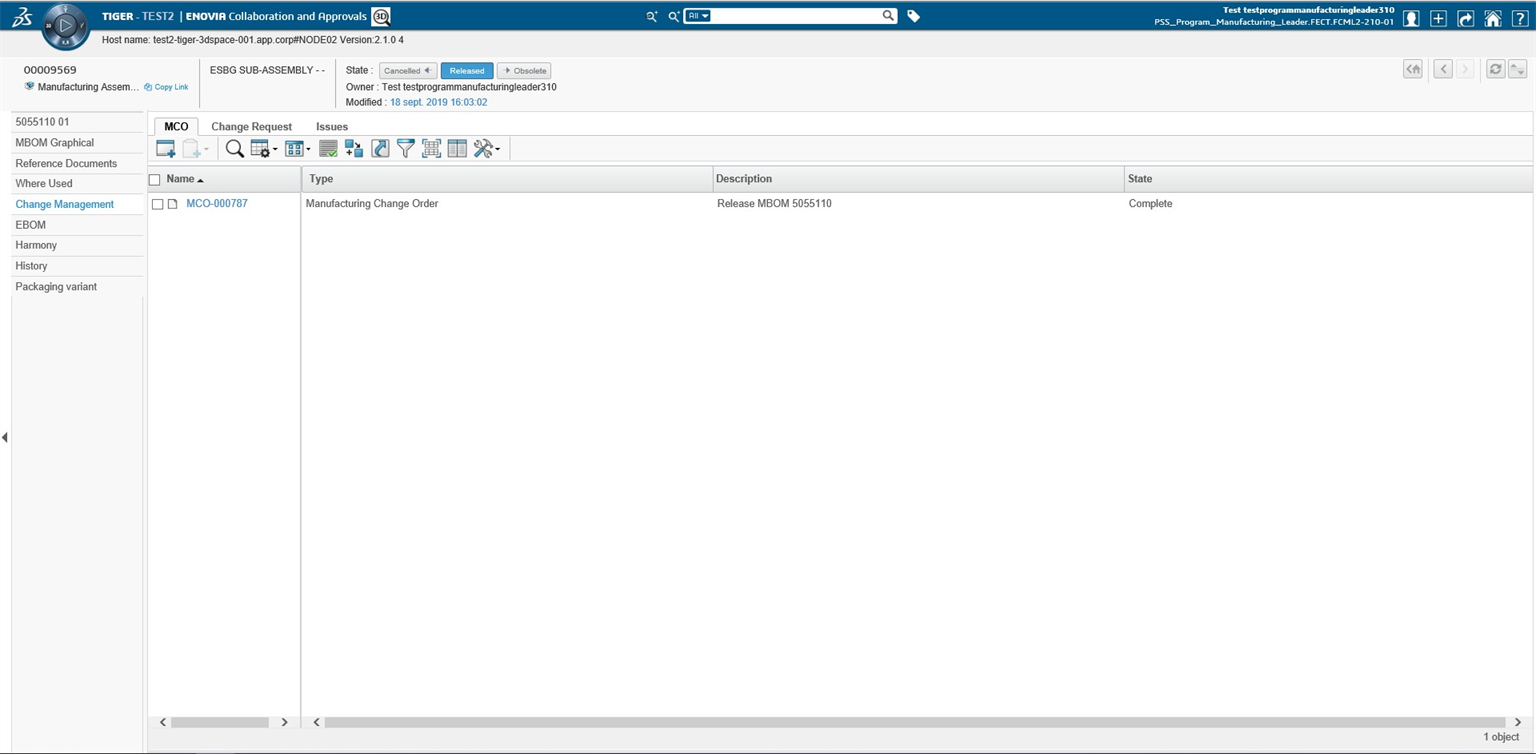 TIGER - TEST2 | ENOVIA Collaboration and Approvals 3D
All
Test testprogrammanufacturingleader310
PSS_Program_Manufacturing_Leader.FECT.FCML2-210-01
Host name: test2-tiger-3dspace-001.app.corp#NODE02 Version:2.1.0 4
00009569
Manufacturing Assem... Copy Link
ESBG SUB-ASSEMBLY - -
State : Cancelled Released Obsolete
Owner : Test testprogrammanufacturingleader310
Modified : 18 sept. 2019 16:03:02
5055110 01
MBOM Graphical
Reference Documents
Where Used
Change Management
EBOM
Harmony
History
Packaging variant
MCO Change Request Issues
Name Type Description State
MCO-000787 Manufacturing Change Order Release MBOM 5055110 Complete
1 object